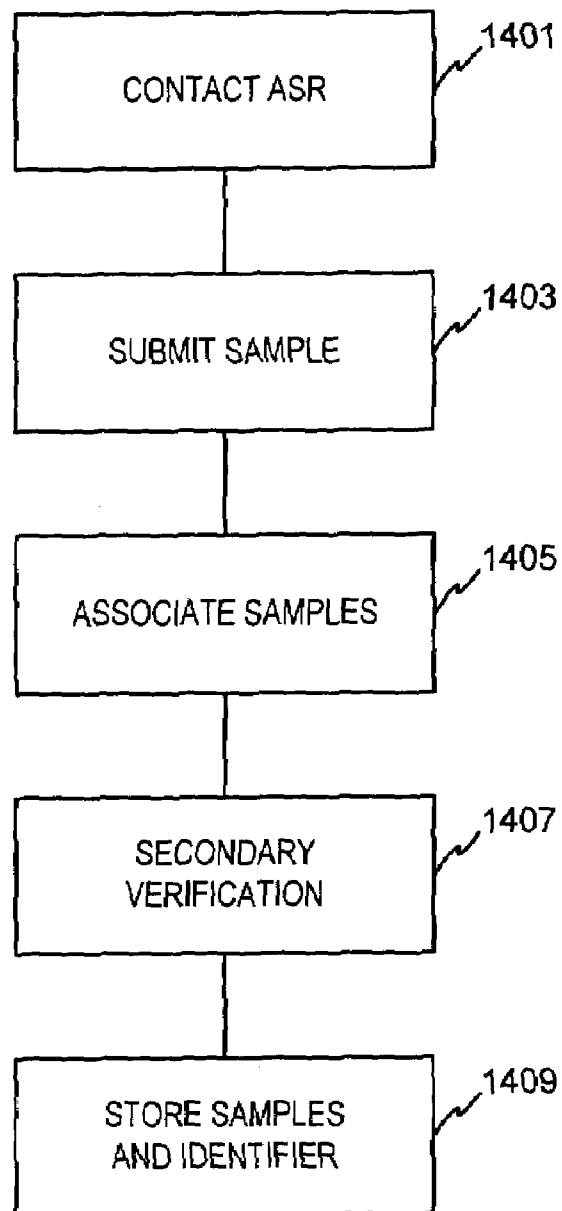 1401
CONTACT ASR
1403
SUBMIT SAMPLE
1405
ASSOCIATE SAMPLES
1407
SECONDARY
VERIFICATION
1409
STORE SAMPLES
AND IDENTIFIER